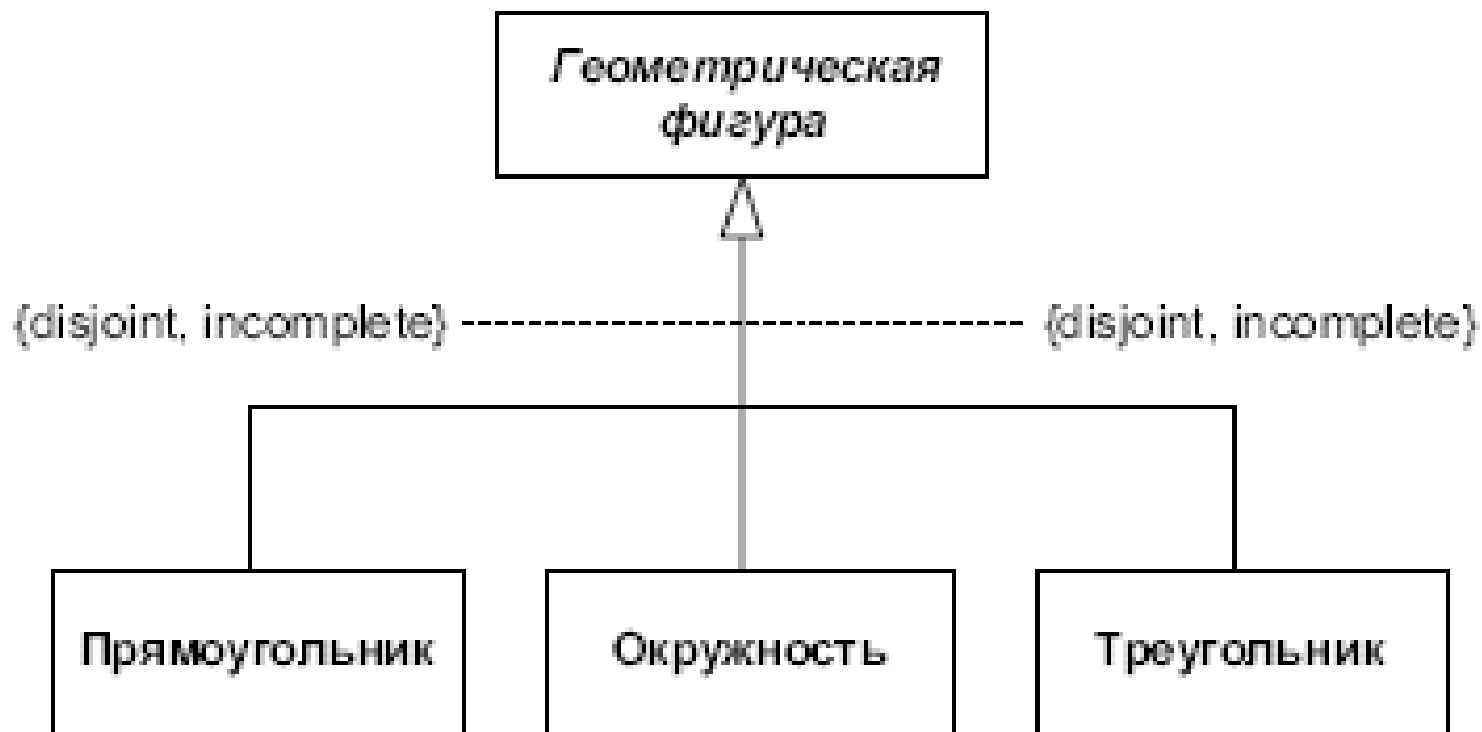 Геометрическая
фигура
{disjoint, incomplete}
{disjoint, incomplete}
Прямоугольник
Окружность
Треугольник